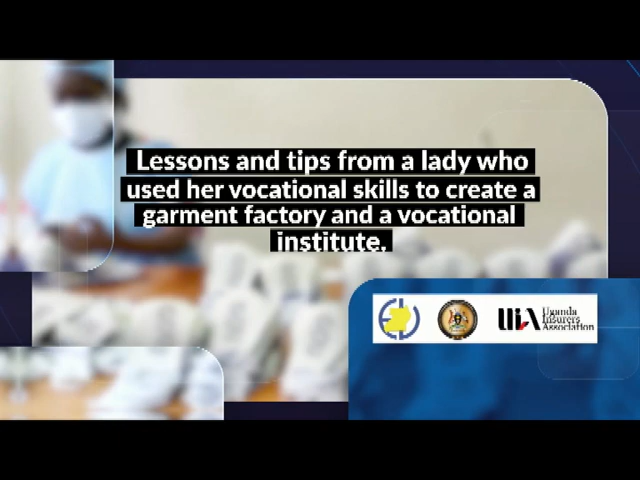 Lessons and tips from a lady who
used her vocational skills to create a
garment factory and a vocational
institute.
UIA Uganda
Insurers
Association